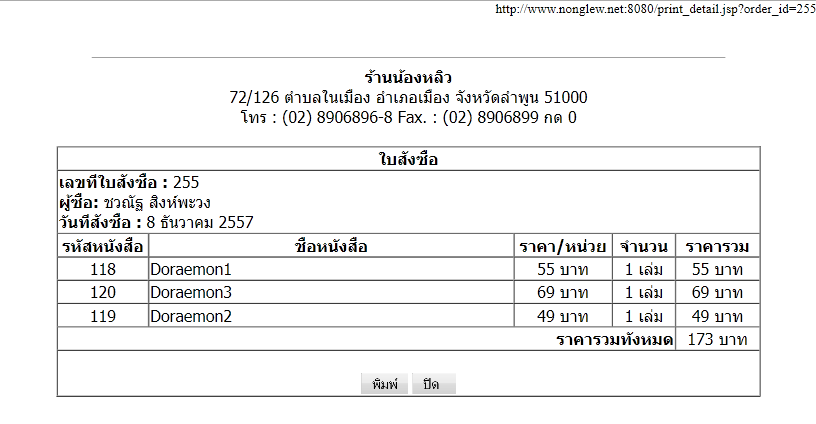 http://www.nonglew.net:8080/print_detail.jsp?order_id=255
ร้านน้องหลิว
72/126 ตำบลในเมือง อำเภอเมือง จังหวัดลำพูน 51000
โทร : (02) 8906896-8 Fax. : (02) 8906899 กด 0
ใบสั่งซื้อ
เลขที่ใบสั่งซื้อ : 255
ผู้ซื้อ: ชวณัฐ สิงห์พะวง
วันที่สั่งซื้อ : 8 ธันวาคม 2557
รหัสหนังสือ ชื่อหนังสือ ราคา/หน่วย จำนวน ราคารวม
118 Doraemon1 55 บาท 1 เล่ม 55 บาท
120 Doraemon3 69 บาท 1 เล่ม 69 บาท
119 Doraemon2 49 บาท 1 เล่ม 49 บาท
ราคารวมทั้งหมด 173 บาท
พิมพ์ ปิด